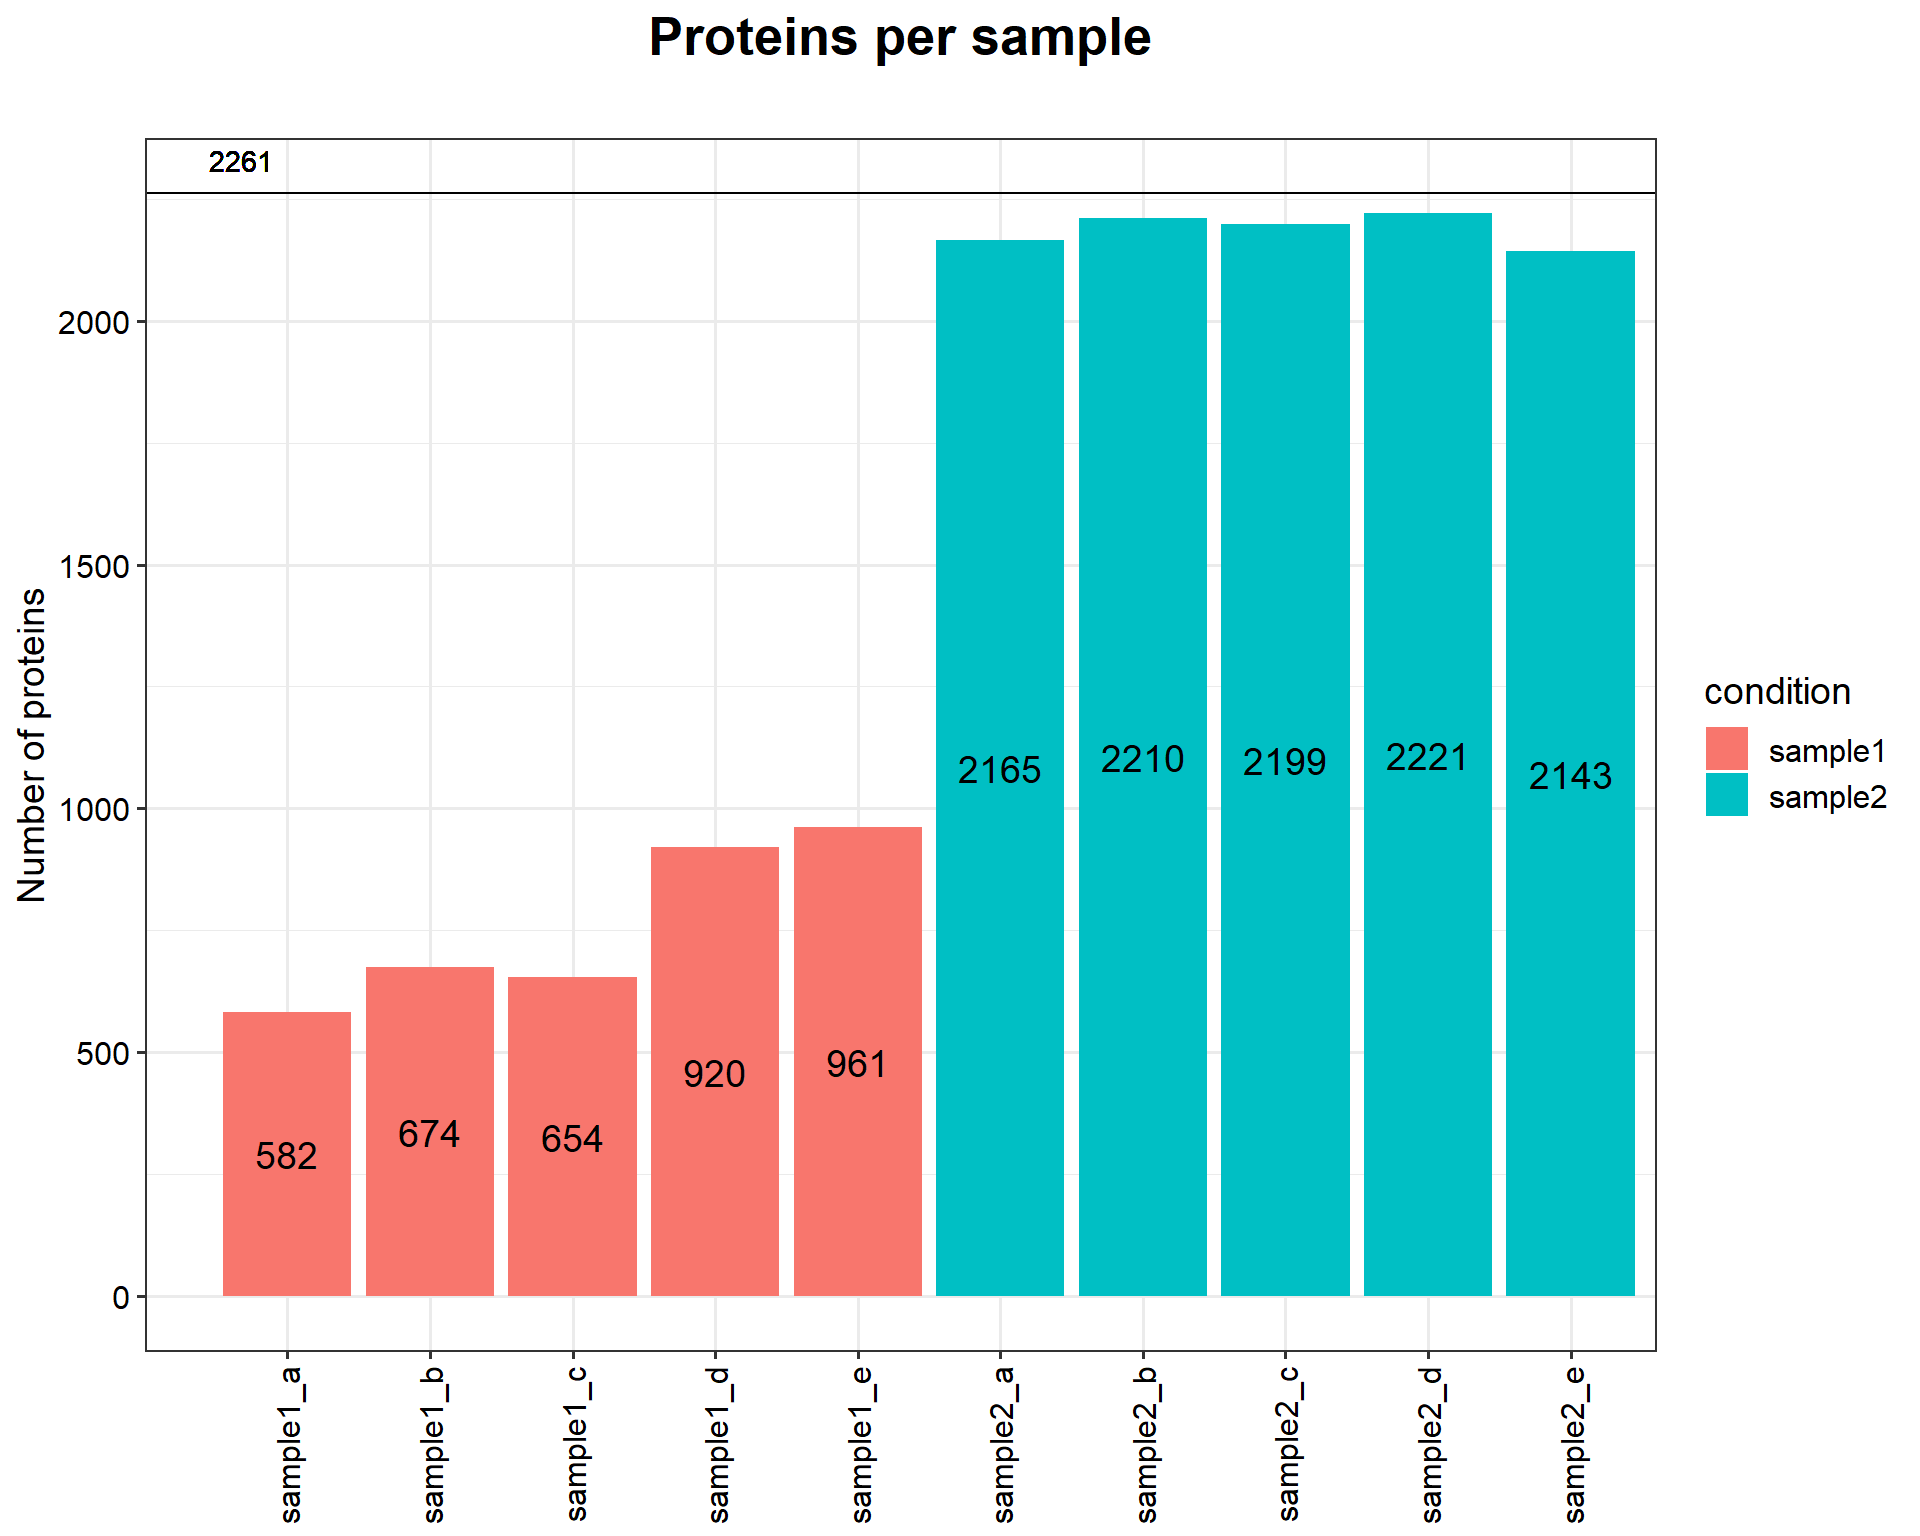 Proteins per sample
2261
Number of proteins
2000
1500
1000
500
0
582
674
654
920
961
2165
2210
2199
2221
2143
sample1_a
sample1_b
sample1_c
sample1_d
sample1_e
sample2_a
sample2_b
sample2_c
sample2_d
sample2_e
condition
sample1
sample2